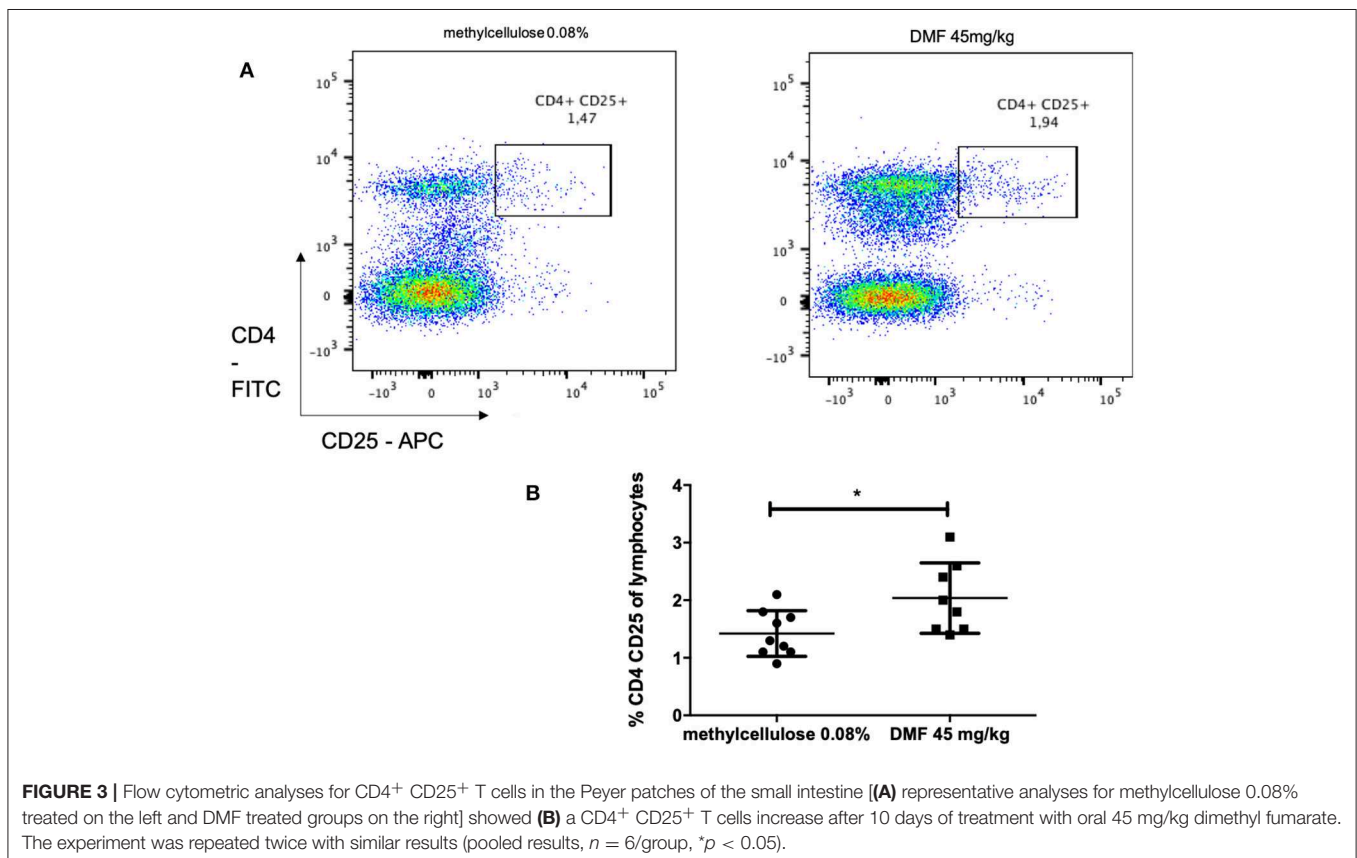 methylcellulose 0.08%
DMF 45mg/kg
A
10^5
10^4
10^3
0
-10^3
CD4+ CD25+
1,47
-10^3 0 10^3 10^4 10^5
CD4
-
FITC
CD25 - APC
10^5
10^4
10^3
0
-10^3
CD4+ CD25+
1,94
-10^3 0 10^3 10^4 10^5
B
% CD4 CD25 of lymphocytes
4
3
2
1
0
*
methylcellulose 0.08% DMF 45 mg/kg
FIGURE 3 | Flow cytometric analyses for CD4+ CD25+ T cells in the Peyer patches of the small intestine [(A) representative analyses for methylcellulose 0.08%
treated on the left and DMF treated groups on the right] showed (B) a CD4+ CD25+ T cells increase after 10 days of treatment with oral 45 mg/kg dimethyl fumarate.
The experiment was repeated twice with similar results (pooled results, n = 6/group, *p < 0.05).